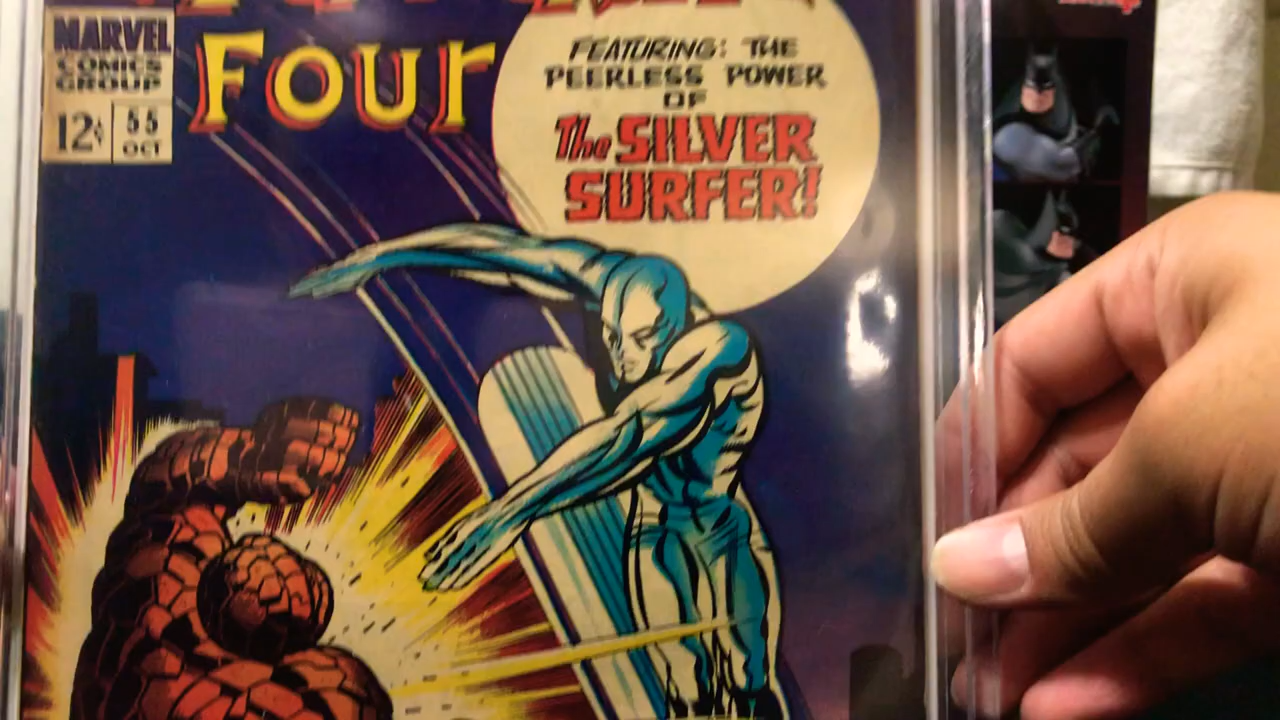 MARVEL
COMICS
GROUP
12¢
55
OCT
FOUR
FEATURING: THE
PEERLESS POWER
OF
The SILVER
SURFER!